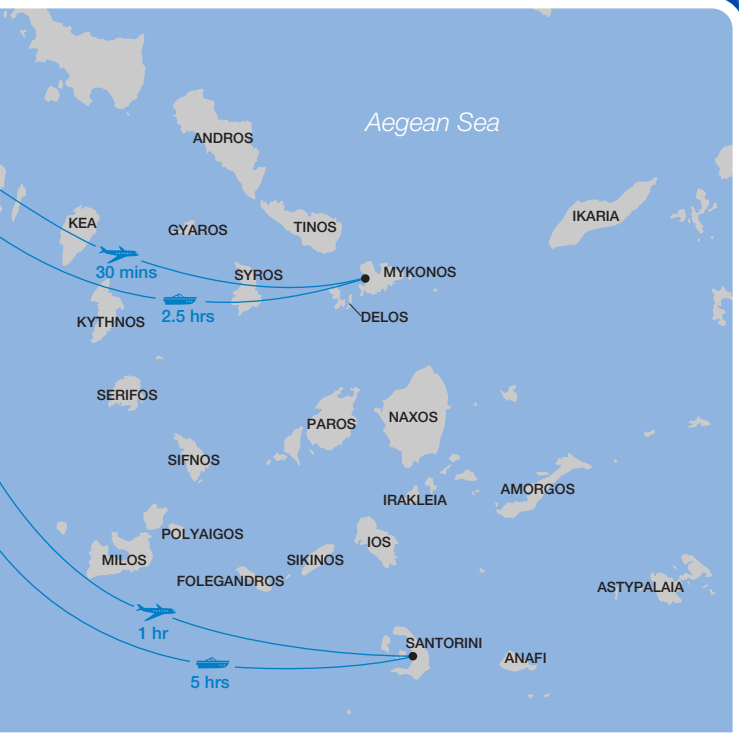 Aegean Sea
ANDROS
KEA
GYAROS
TINOS
IKARIA
30 mins
SYROS
MYKONOS
2.5 hrs
KYTHNOS
DELOS
SERIFOS
PAROS
NAXOS
SIFNOS
IRAKLEIA
AMORGOS
POLYAIGOS
MILOS
SIKINOS
IOS
FOLEGANDROS
ASTYPALAIA
1 hr
SANTORINI
ANAFI
5 hrs